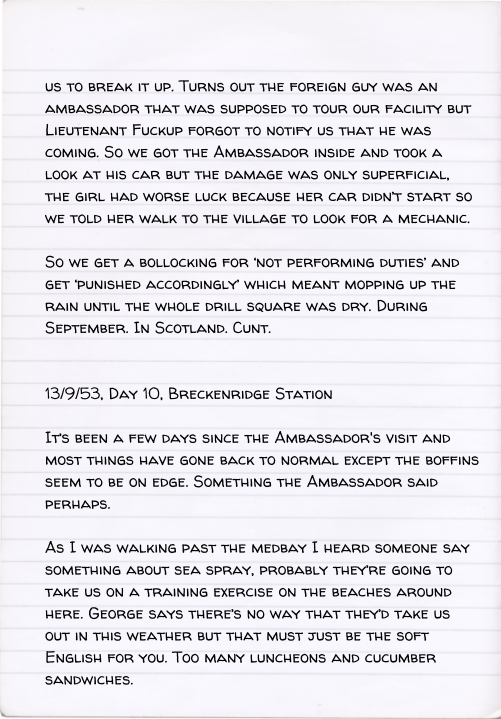 us to break it up. Turns out the foreign guy was an
ambassador that was supposed to tour our facility but
Lieutenant Fuckup forgot to notify us that he was
coming. So we got the Ambassador inside and took a
look at his car but the damage was only superficial,
the girl had worse luck because her car didn't start so
we told her walk to the village to look for a mechanic.

So we get a bollocking for 'not performing duties' and
get 'punished accordingly' which meant mopping up the
rain until the whole drill square was dry. During
September. In Scotland. Cunt.

13/9/53, Day 10, Breckenridge Station

It's been a few days since the Ambassador's visit and
most things have gone back to normal except the boffins
seem to be on edge. Something the Ambassador said
perhaps.

As I was walking past the medbay I heard someone say
something about sea spray, probably they're going to
take us on a training exercise on the beaches around
here. George says there's no way that they'd take us
out in this weather but that must just be the soft
English for you. Too many luncheons and cucumber
sandwiches.